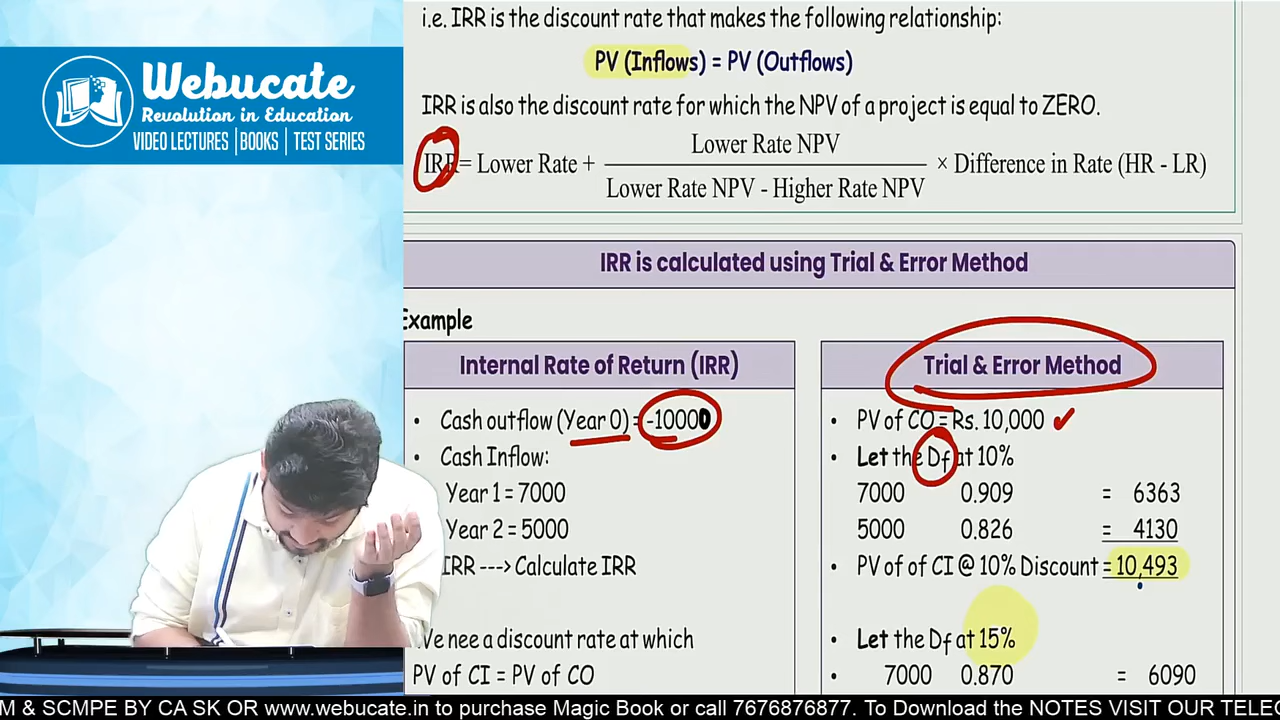 i.e. IRR is the discount rate that makes the following relationship:
PV (Inflows) = PV (Outflows)
IRR is also the discount rate for which the NPV of a project is equal to ZERO.
IRR = Lower Rate + Lower Rate NPV / Lower Rate NPV - Higher Rate NPV × Difference in Rate (HR - LR)
Webucate
Revolution in Education
VIDEO LECTURES | BOOKS | TEST SERIES
IRR is calculated using Trial & Error Method
Example
Internal Rate of Return (IRR)
• Cash outflow (Year 0) = -10000
• Cash Inflow:
Year 1 = 7000
Year 2 = 5000
IRR ---> Calculate IRR
nee a discount rate at which
PV of CI = PV of CO
Trial & Error Method
• PV of CO = Rs. 10,000
• Let the Df at 10%
7000 0.909 = 6363
5000 0.826 = 4130
• PV of of CI @ 10% Discount = 10,493
• Let the Df at 15%
• 7000 0.870 = 6090
M & SCMPE BY CA SK OR www.webucate.in to purchase Magic Book or call 7676876877. To Download the NOTES VISIT OUR TELE